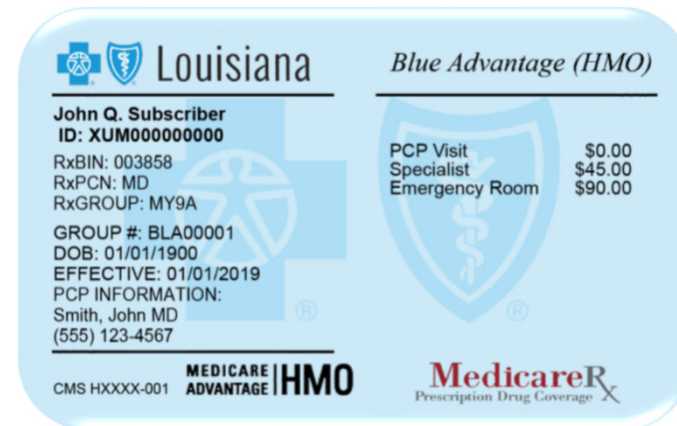 Louisiana
Blue Advantage (HMO)
John Q. Subscriber
ID: XUM000000000
RxBIN: 003858
RxPCN: MD
RxGROUP: MY9A
GROUP #: BLA00001
DOB: 01/01/1900
EFFECTIVE: 01/01/2019
PCP INFORMATION:
Smith, John MD
(555) 123-4567
PCP Visit $0.00
Specialist $45.00
Emergency Room $90.00
CMS HXXXX-001 MEDICARE ADVANTAGE | HMO
MedicareRx
Prescription Drug Coverage
® ®